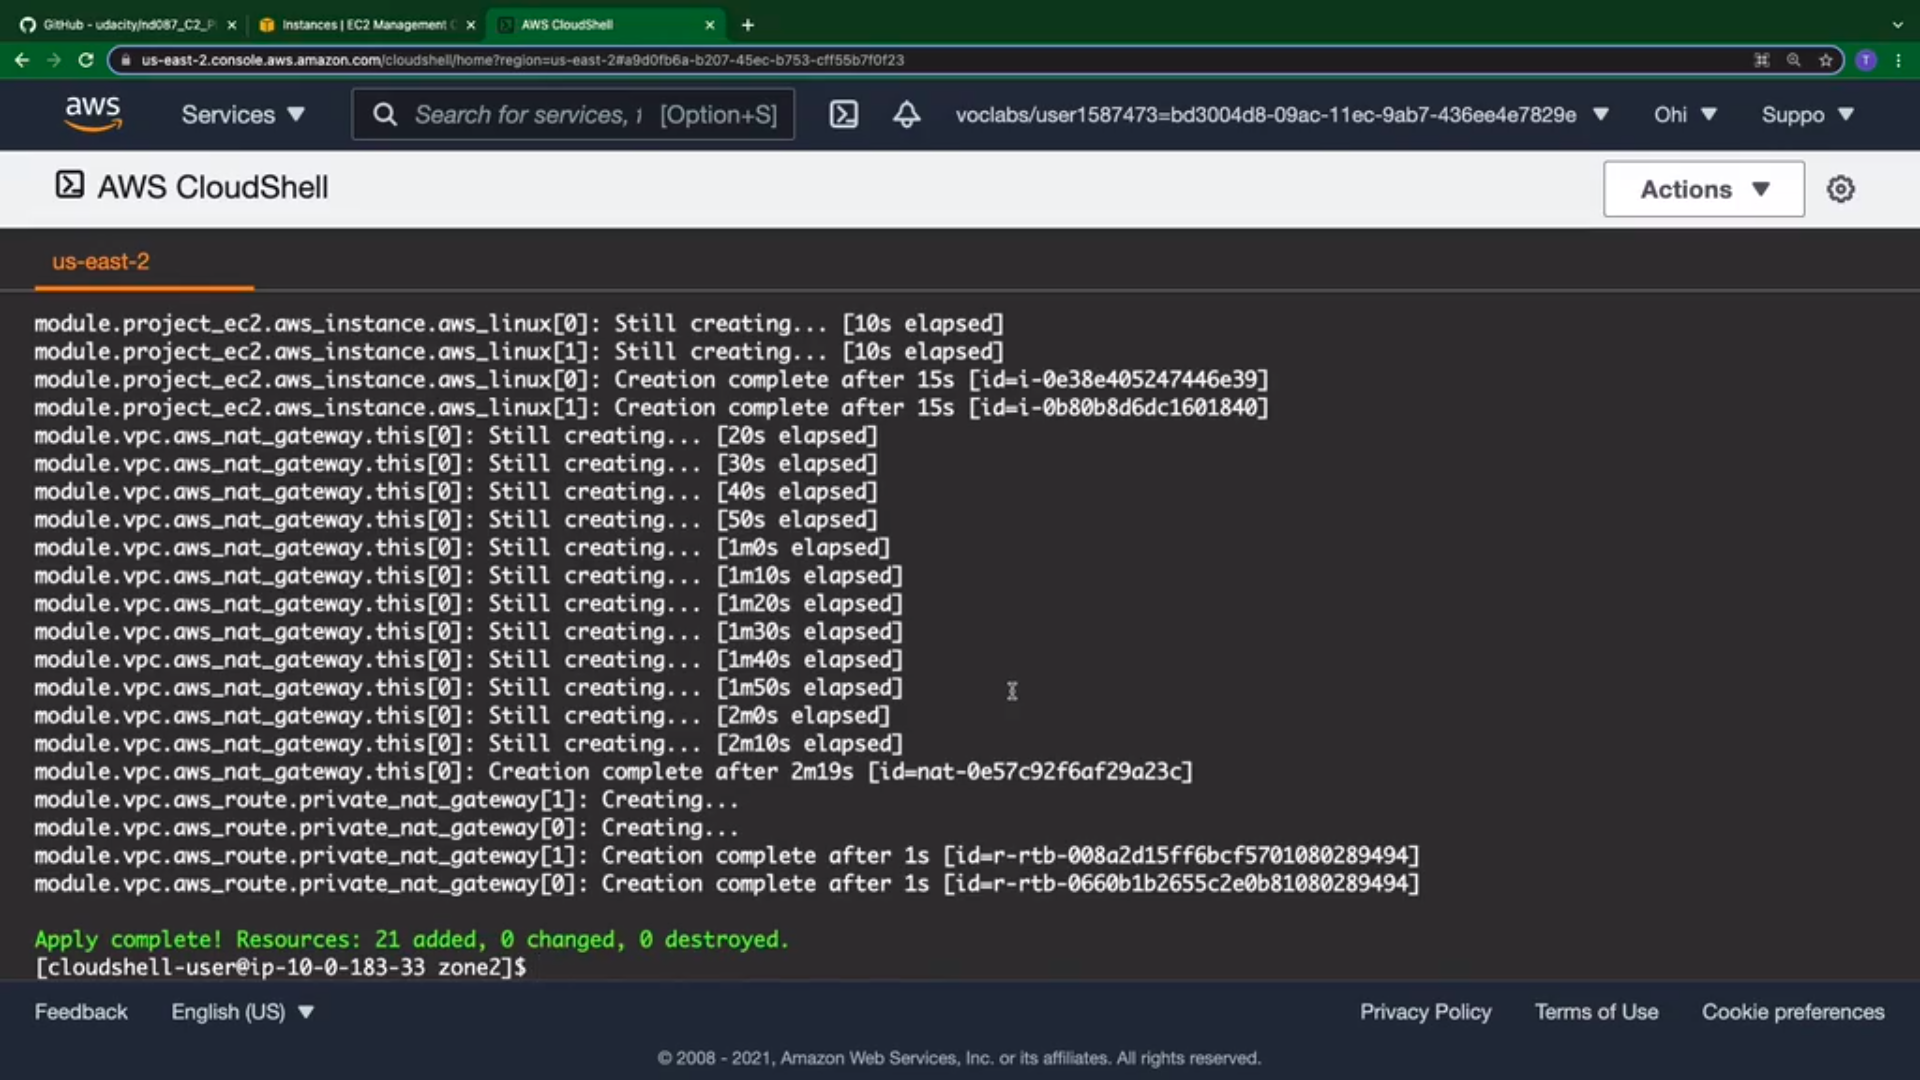 GitHub - udacity/nd087_C2_P
Instances | EC2 Management C
AWS CloudShell
us-east-2.console.aws.amazon.com/cloudshell/home?region=us-east-2#a9d0fb6a-b207-45ec-b753-cff55b7f0f23
T
aws
Services
Search for services, f
[Option+S]
voclabs/user1587473=bd3004d8-09ac-11ec-9ab7-436ee4e7829e
Ohi
Suppo
AWS CloudShell
Actions
us-east-2
module.project_ec2.aws_instance.aws_linux[0]: Still creating... [10s elapsed]
module.project_ec2.aws_instance.aws_linux[1]: Still creating... [10s elapsed]
module.project_ec2.aws_instance.aws_linux[0]: Creation complete after 15s [id=i-0e38e405247446e39]
module.project_ec2.aws_instance.aws_linux[1]: Creation complete after 15s [id=i-0b80b8d6dc1601840]
module.vpc.aws_nat_gateway.this[0]: Still creating... [20s elapsed]
module.vpc.aws_nat_gateway.this[0]: Still creating... [30s elapsed]
module.vpc.aws_nat_gateway.this[0]: Still creating... [40s elapsed]
module.vpc.aws_nat_gateway.this[0]: Still creating... [50s elapsed]
module.vpc.aws_nat_gateway.this[0]: Still creating... [1m0s elapsed]
module.vpc.aws_nat_gateway.this[0]: Still creating... [1m10s elapsed]
module.vpc.aws_nat_gateway.this[0]: Still creating... [1m20s elapsed]
module.vpc.aws_nat_gateway.this[0]: Still creating... [1m30s elapsed]
module.vpc.aws_nat_gateway.this[0]: Still creating... [1m40s elapsed]
module.vpc.aws_nat_gateway.this[0]: Still creating... [1m50s elapsed]
module.vpc.aws_nat_gateway.this[0]: Still creating... [2m0s elapsed]
module.vpc.aws_nat_gateway.this[0]: Still creating... [2m10s elapsed]
module.vpc.aws_nat_gateway.this[0]: Creation complete after 2m19s [id=nat-0e57c92f6af29a23c]
module.vpc.aws_route.private_nat_gateway[1]: Creating...
module.vpc.aws_route.private_nat_gateway[0]: Creating...
module.vpc.aws_route.private_nat_gateway[1]: Creation complete after 1s [id=r-rtb-008a2d15ff6bcf5701080289494]
module.vpc.aws_route.private_nat_gateway[0]: Creation complete after 1s [id=r-rtb-0660b1b2655c2e0b81080289494]
Apply complete! Resources: 21 added, 0 changed, 0 destroyed.
[cloudshell-user@ip-10-0-183-33 zone2]$
Feedback
English (US)
Privacy Policy
Terms of Use
Cookie preferences
© 2008 - 2021, Amazon Web Services, Inc. or its affiliates. All rights reserved.